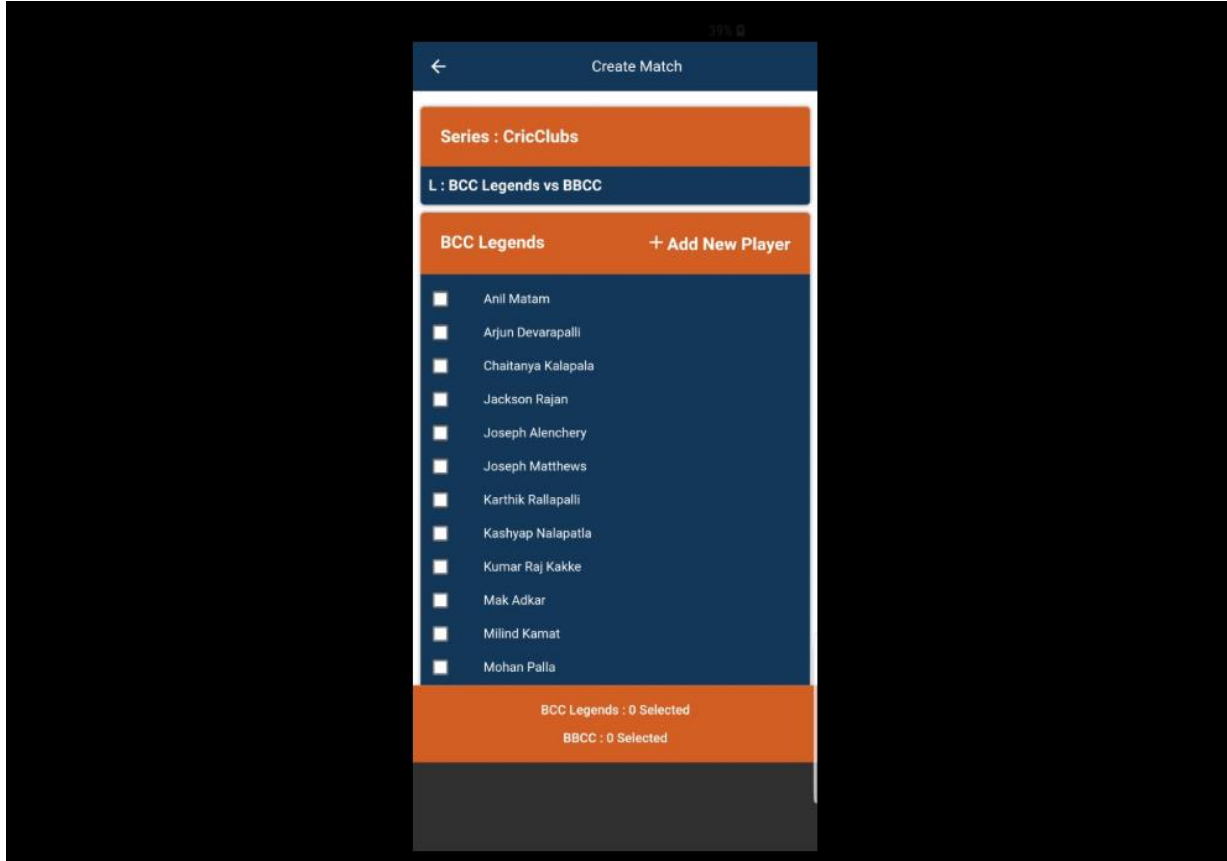 39%
Create Match
Series : CricClubs
L : BCC Legends vs BBCC
BCC Legends + Add New Player
Anil Matam
Arjun Devarapalli
Chaitanya Kalapala
Jackson Rajan
Joseph Alenchery
Joseph Matthews
Karthik Rallapalli
Kashyap Nalapatla
Kumar Raj Kakke
Mak Adkar
Milind Kamat
Mohan Palla
BCC Legends : 0 Selected
BBCC : 0 Selected